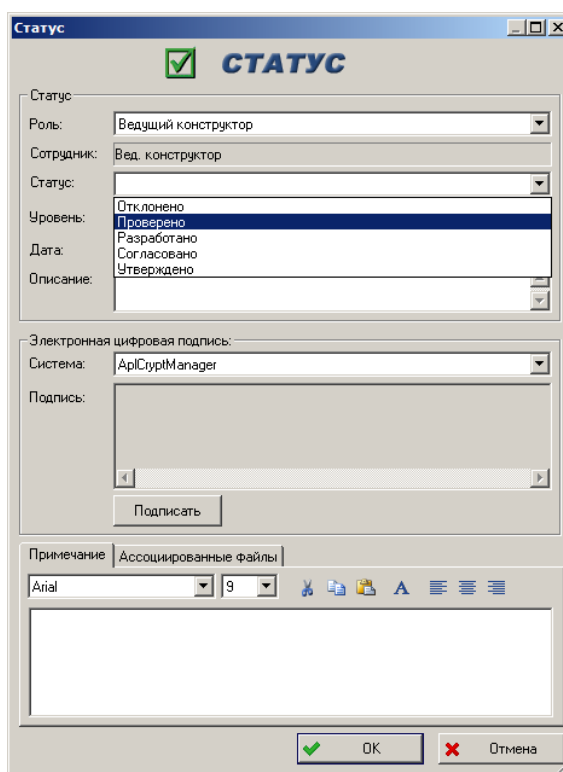 Статус
СТАТУС
Статус
Роль: Ведущий конструктор
Сотрудник: Вед. конструктор
Статус:
Отклонено
Уровень: Проверено
Разработано
Дата: Согласовано
Утверждено
Описание:
Электронная цифровая подпись:
Система: AplCryptManager
Подпись:
Подписать
Примечание Ассоциированные файлы
Arial 9 A
OK Отмена